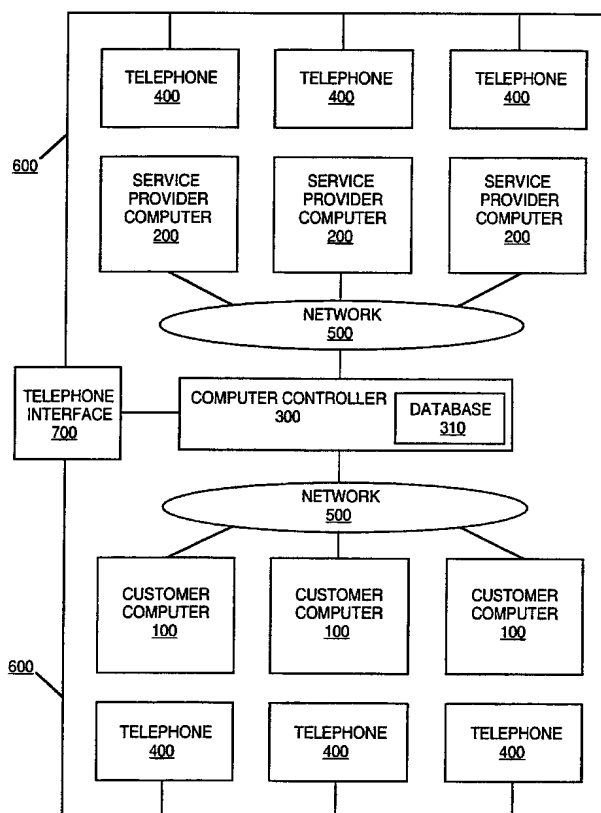 TELEPHONE
400
TELEPHONE
400
TELEPHONE
400
600
SERVICE
PROVIDER
COMPUTER
200
SERVICE
PROVIDER
COMPUTER
200
SERVICE
PROVIDER
COMPUTER
200
NETWORK
500
TELEPHONE
INTERFACE
700
COMPUTER CONTROLLER
300
DATABASE
310
NETWORK
500
CUSTOMER
COMPUTER
100
CUSTOMER
COMPUTER
100
CUSTOMER
COMPUTER
100
600
TELEPHONE
400
TELEPHONE
400
TELEPHONE
400